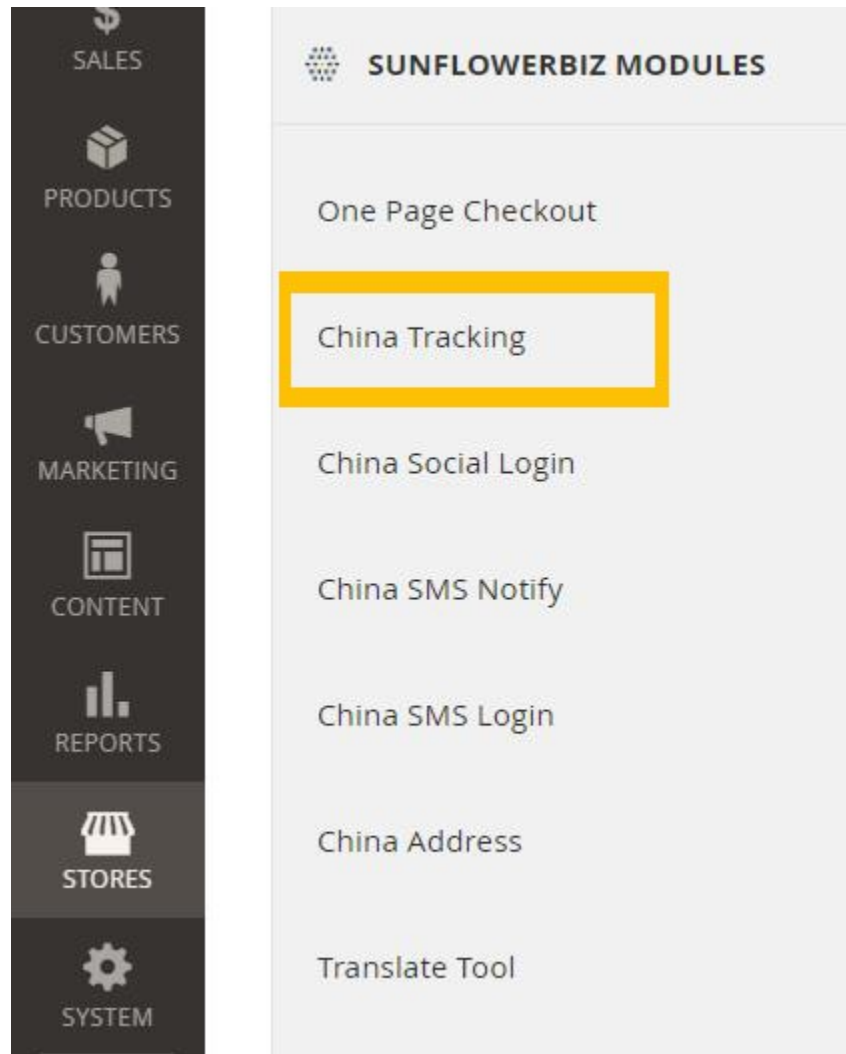 SALES
PRODUCTS
CUSTOMERS
MARKETING
CONTENT
REPORTS
STORES
SYSTEM
SUNFLOWERBIZ MODULES
One Page Checkout
China Tracking
China Social Login
China SMS Notify
China SMS Login
China Address
Translate Tool